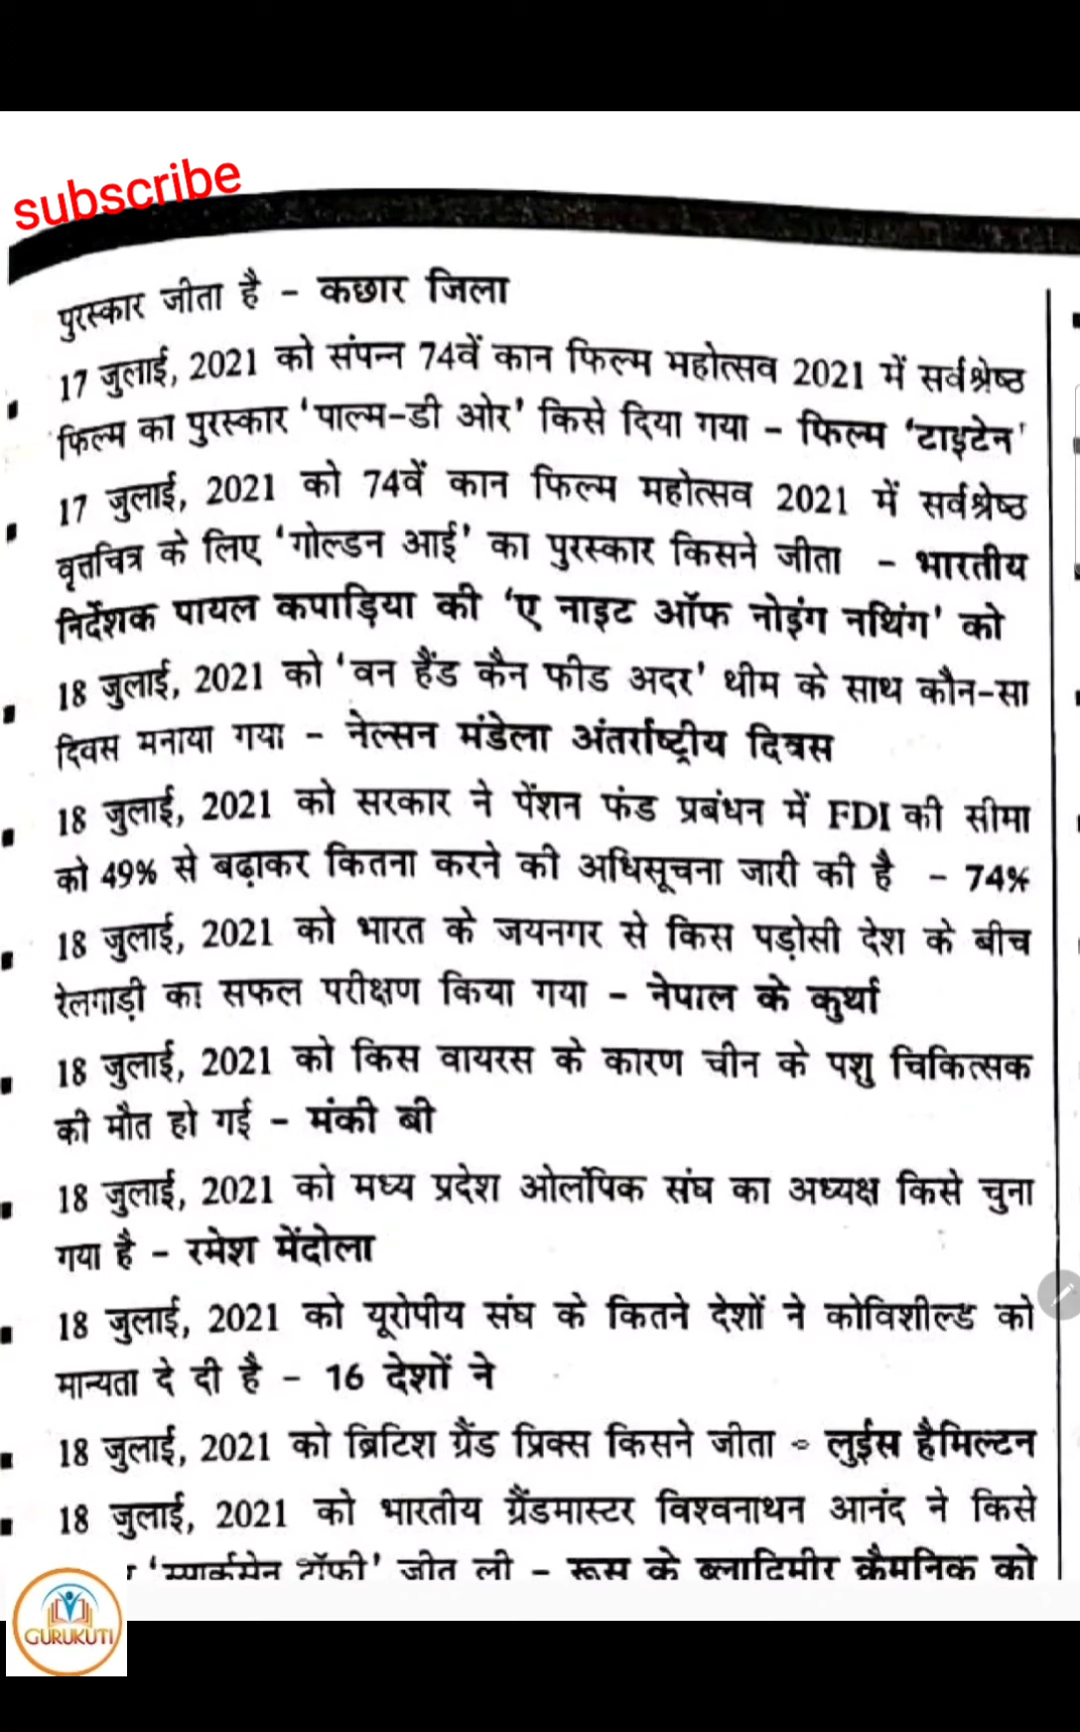 subscribe
पुरस्कार जीता है – कछार जिला
17 जुलाई, 2021 को संपन्न 74वें कान फिल्म महोत्सव 2021 में सर्वश्रेष्ठ
फिल्म का पुरस्कार ‘पाल्म-डी ओर’ किसे दिया गया – फिल्म ‘टाइटेन’
17 जुलाई, 2021 को 74वें कान फिल्म महोत्सव 2021 में सर्वश्रेष्ठ
वृत्तचित्र के लिए ‘गोल्डन आई’ का पुरस्कार किसने जीता – भारतीय
निर्देशक पायल कपाड़िया की ‘ए नाइट ऑफ नोइंग नथिंग’ को
18 जुलाई, 2021 को ‘वन हैंड कैन फीड अदर’ थीम के साथ कौन-सा
दिवस मनाया गया – नेल्सन मंडेला अंतर्राष्ट्रीय दिवस
18 जुलाई, 2021 को सरकार ने पेंशन फंड प्रबंधन में FDI की सीमा
को 49% से बढ़ाकर कितना करने की अधिसूचना जारी की है – 74%
18 जुलाई, 2021 को भारत के जयनगर से किस पड़ोसी देश के बीच
रेलगाड़ी का सफल परीक्षण किया गया – नेपाल के कुर्था
18 जुलाई, 2021 को किस वायरस के कारण चीन के पशु चिकित्सक
की मौत हो गई – मंकी बी
18 जुलाई, 2021 को मध्य प्रदेश ओलंपिक संघ का अध्यक्ष किसे चुना
गया है – रमेश मेंदोला
18 जुलाई, 2021 को यूरोपीय संघ के कितने देशों ने कोविशील्ड को
मान्यता दे दी है – 16 देशों ने
18 जुलाई, 2021 को ब्रिटिश ग्रैंड प्रिक्स किसने जीता – लुईस हैमिल्टन
18 जुलाई, 2021 को भारतीय ग्रैंडमास्टर विश्वनाथन आनंद ने किसे
‘स्पार्कसेन ट्रॉफी’ जीत ली – रूस के ब्लादिमीर क्रैमनिक को
GURUKUTI